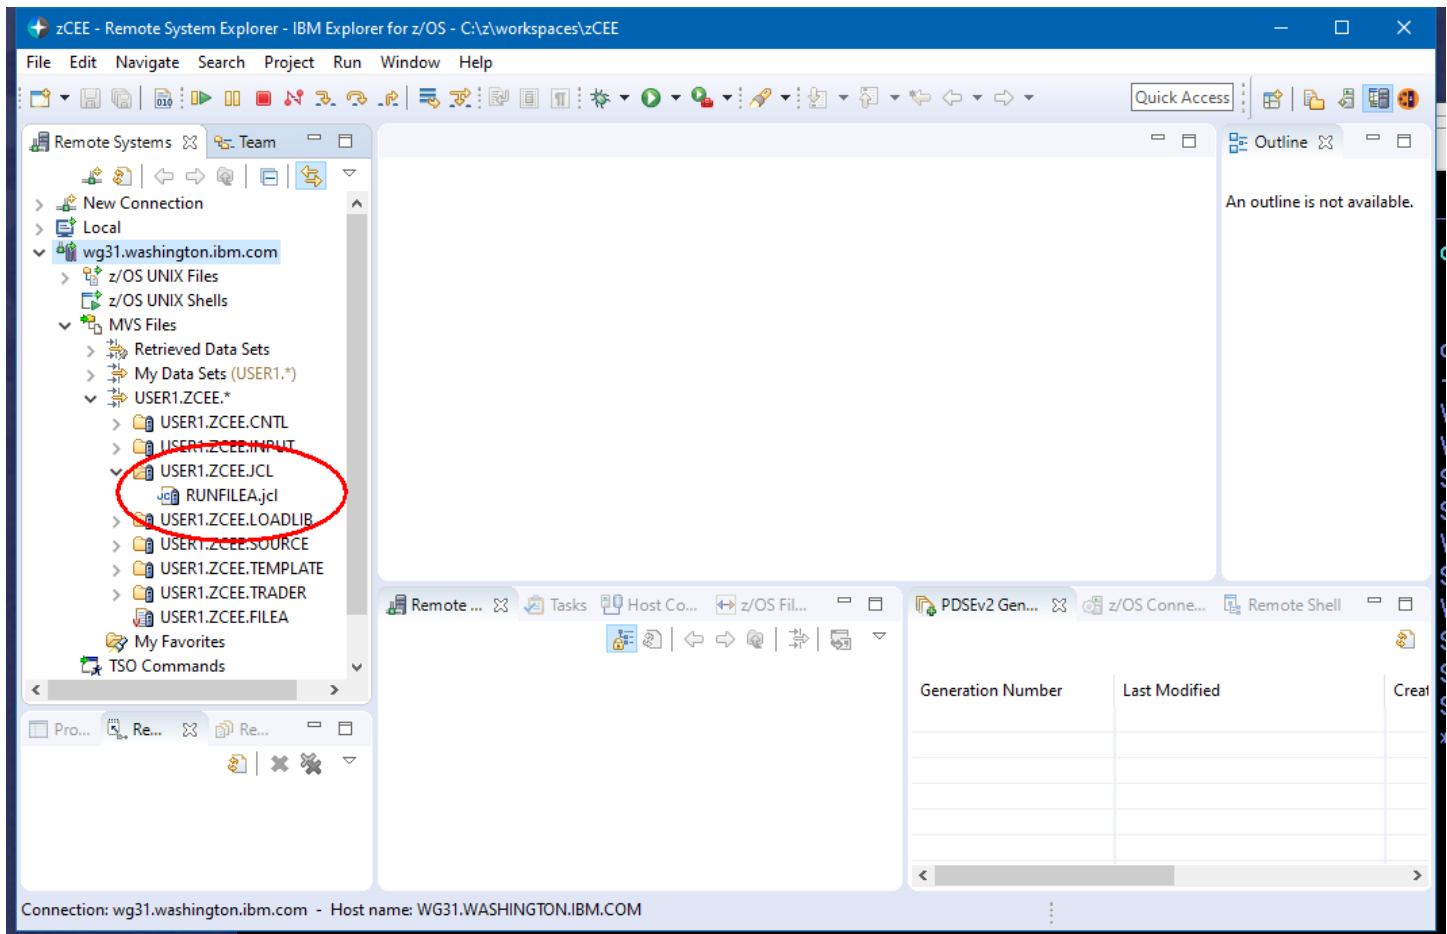 zCEE - Remote System Explorer - IBM Explorer for z/OS - C:\z\workspaces\zCEE
File Edit Navigate Search Project Run Window Help
010
Quick Access
Remote Systems
Team
New Connection
Local
wg31.washington.ibm.com
z/OS UNIX Files
z/OS UNIX Shells
MVS Files
Retrieved Data Sets
My Data Sets (USER1.*)
USER1.ZCEE.*
USER1.ZCEE.CNTL
USER1.ZCEE.INPUT
USER1.ZCEE.JCL
RUNFILEA.jcl
USER1.ZCEE.LOADLIB
USER1.ZCEE.SOURCE
USER1.ZCEE.TEMPLATE
USER1.ZCEE.TRADER
USER1.ZCEE.FILEA
My Favorites
TSO Commands
Outline
An outline is not available.
Pro... Re... Re...
Remote ... Tasks Host Co... z/OS Fil...
PDSEv2 Gen... z/OS Conne... Remote Shell
Generation Number Last Modified Creat
Connection: wg31.washington.ibm.com - Host name: WG31.WASHINGTON.IBM.COM